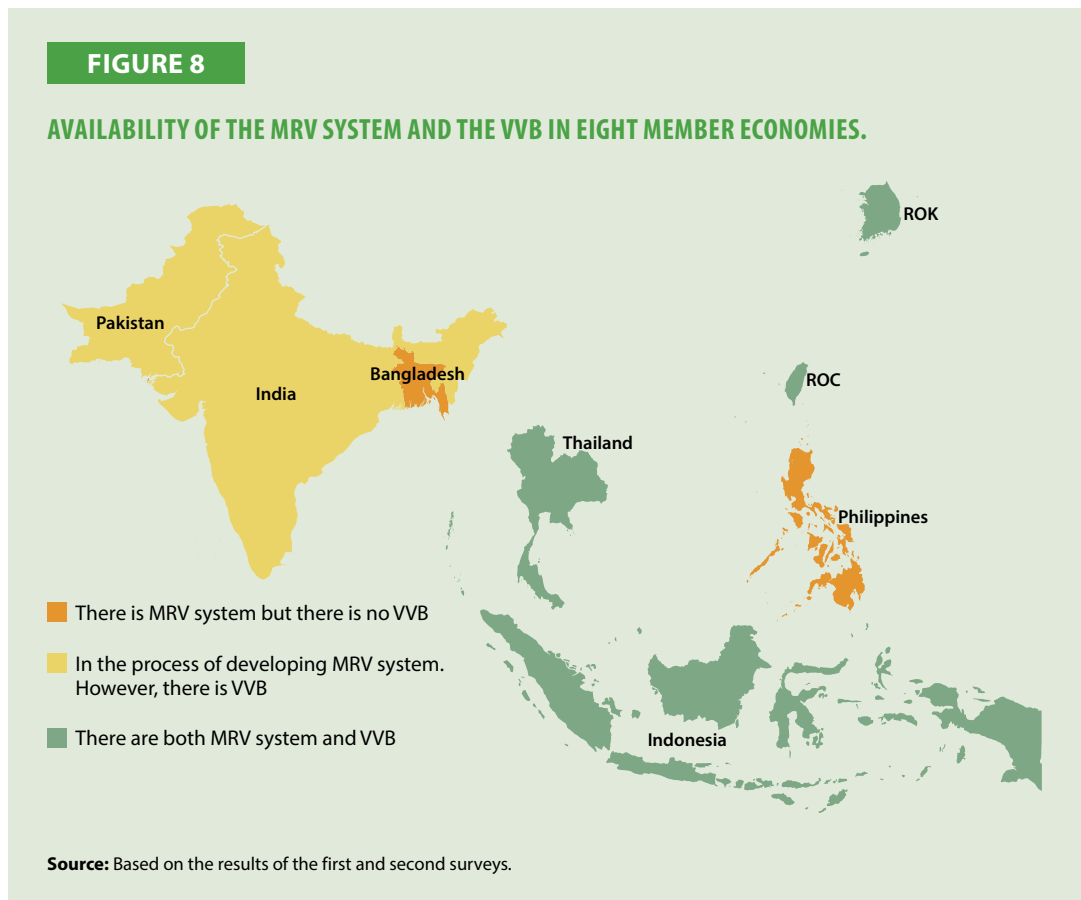 FIGURE 8
AVAILABILITY OF THE MRV SYSTEM AND THE VVB IN EIGHT MEMBER ECONOMIES.
ROK
Pakistan
Bangladesh
India
ROC
Thailand
Philippines
Indonesia
There is MRV system but there is no VVB
In the process of developing MRV system.
However, there is VVB
There are both MRV system and VVB
Source: Based on the results of the first and second surveys.